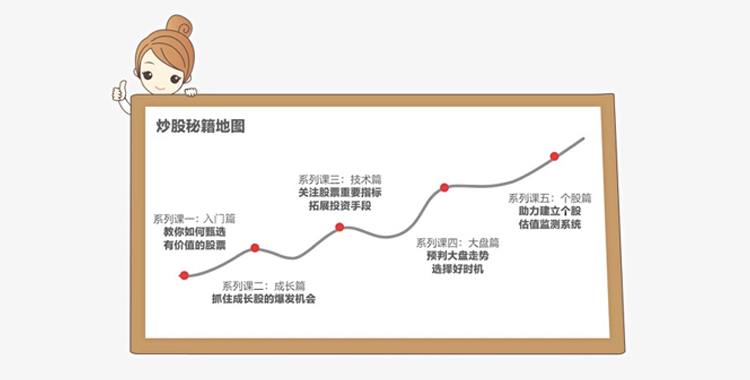 炒股秘籍地图
系列课一：入门篇
教你如何甄选
有价值的股票
系列课二：成长篇
抓住成长股的爆发机会
系列课三：技术篇
关注股票重要指标
拓展投资手段
系列课四：大盘篇
预判大盘走势
选择好时机
系列课五：个股篇
助力建立个股
估值监测系统